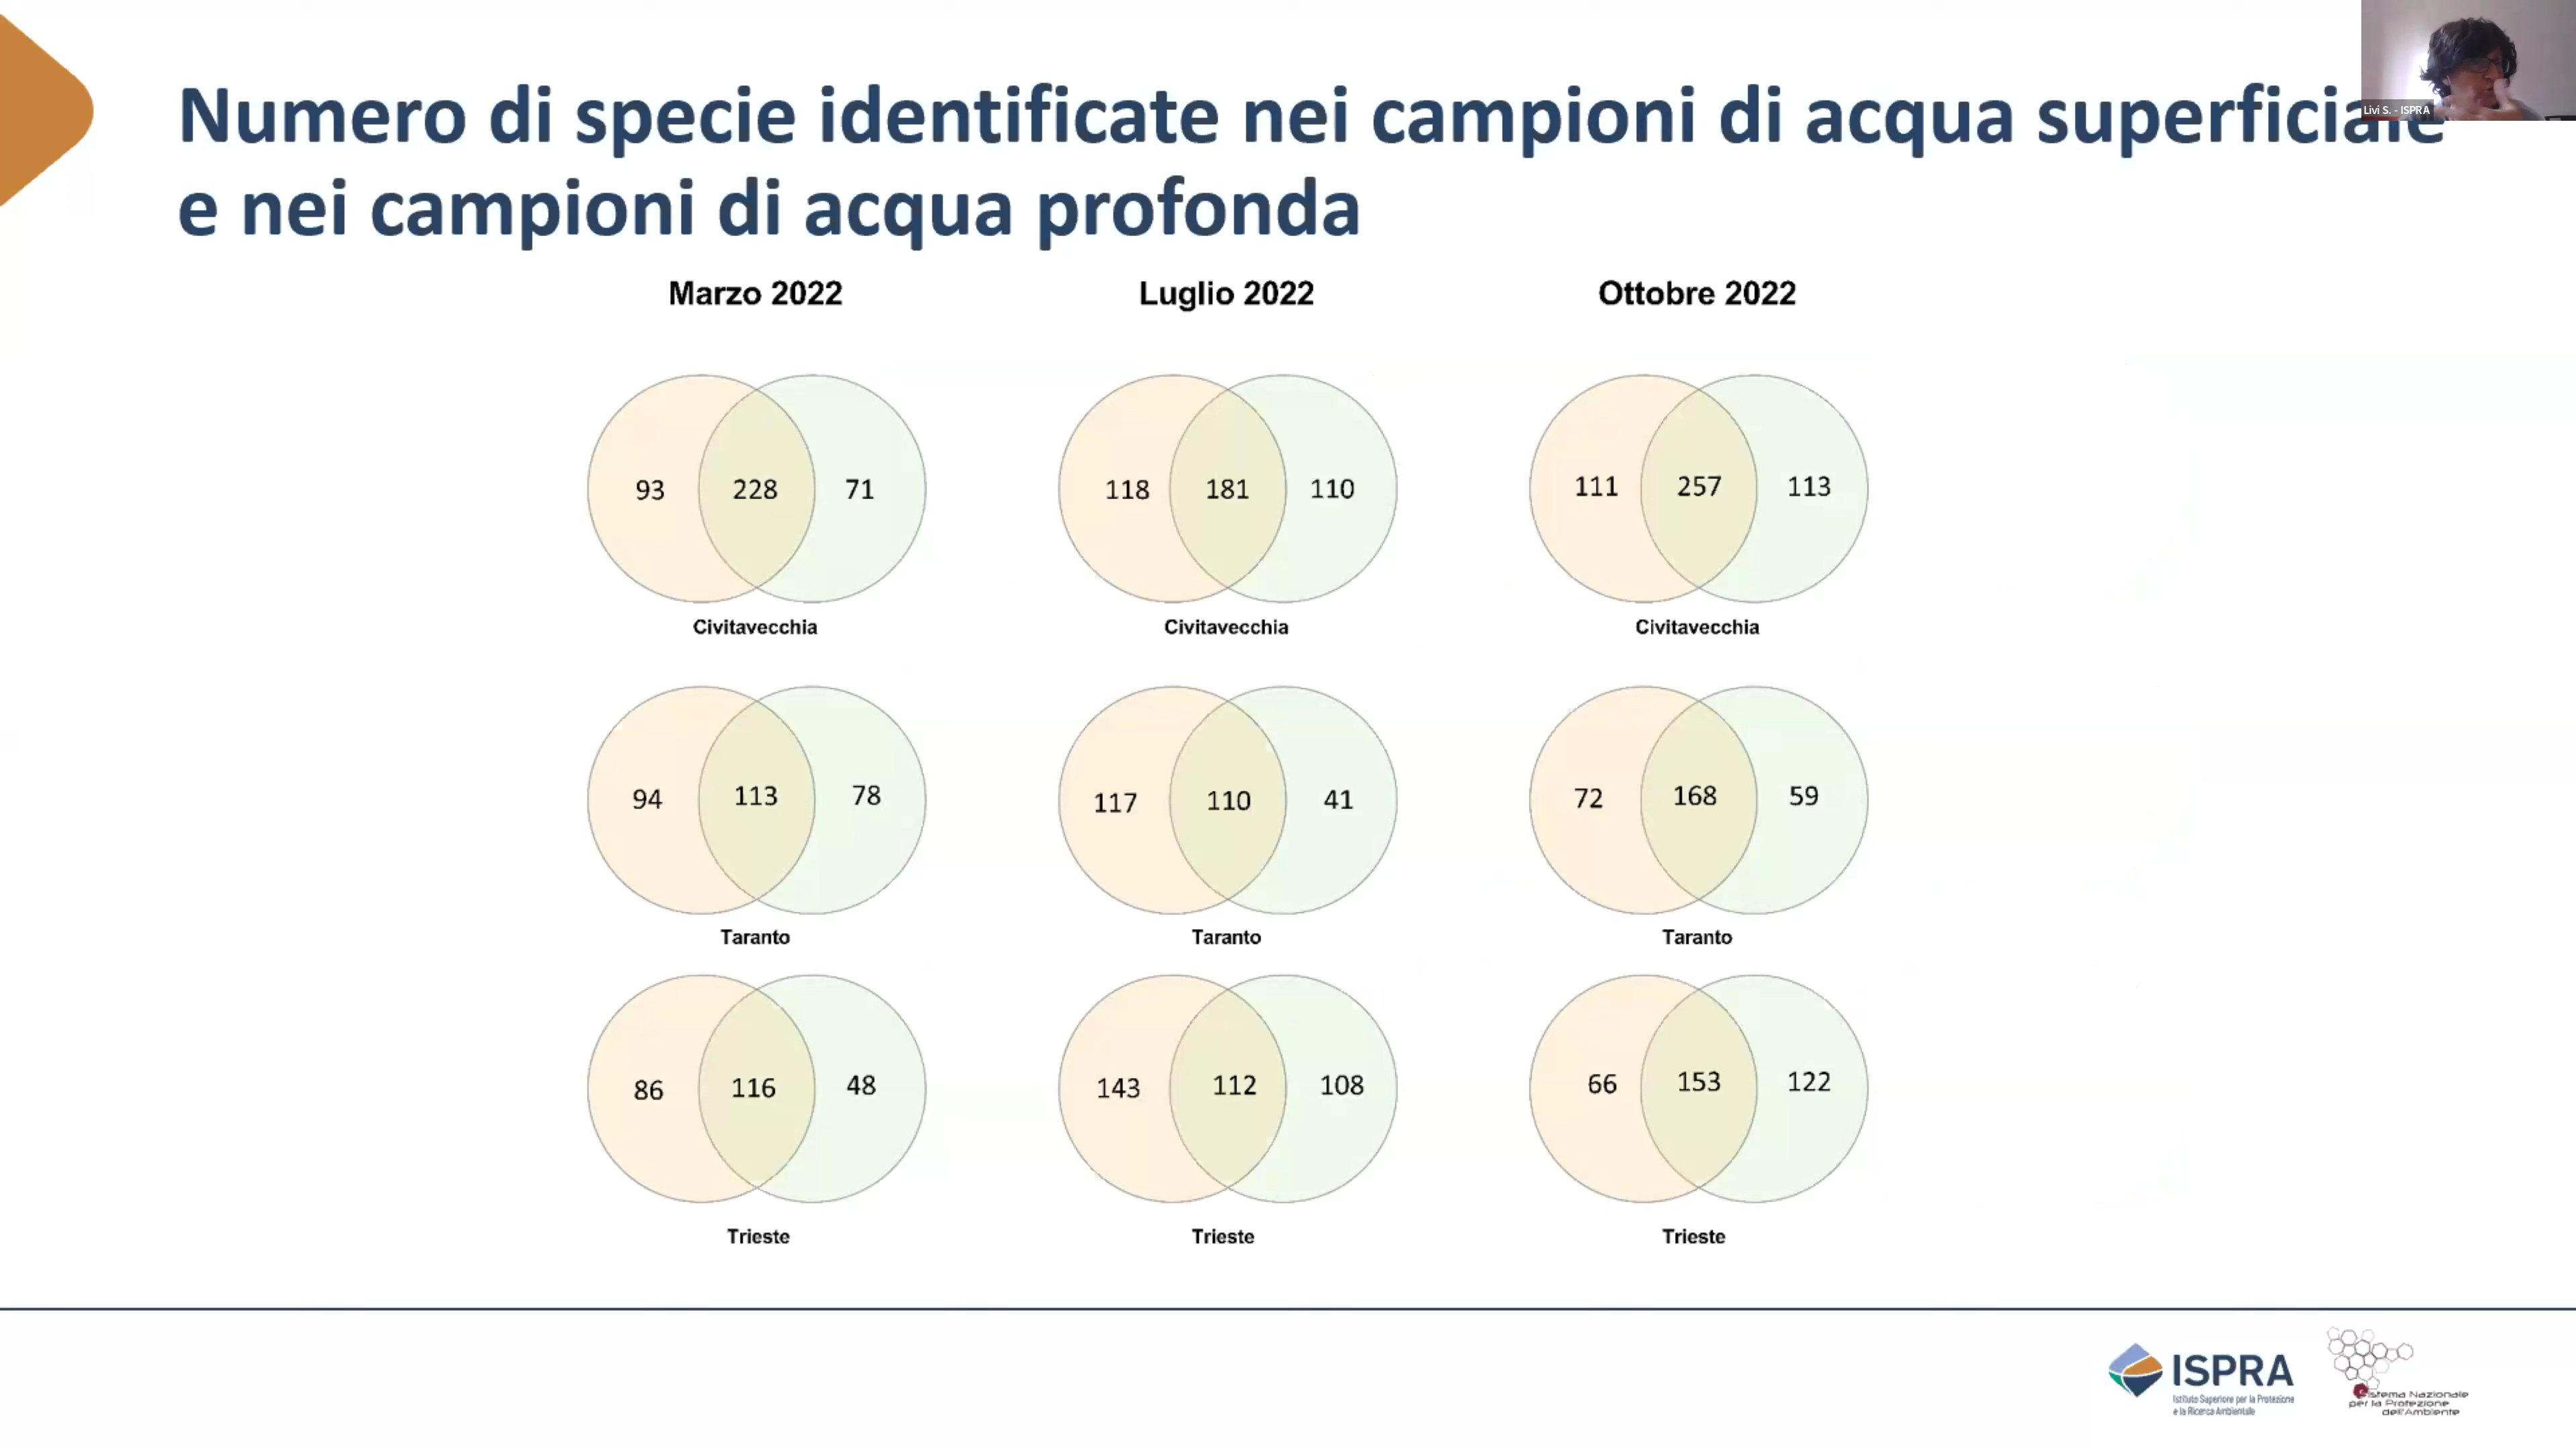 Livi S. - ISPRA
Numero di specie identificate nei campioni di acqua superficiale
e nei campioni di acqua profonda
Marzo 2022 Luglio 2022 Ottobre 2022
93 228 71 118 181 110 111 257 113
Civitavecchia Civitavecchia Civitavecchia
94 113 78 117 110 41 72 168 59
Taranto Taranto Taranto
86 116 48 143 112 108 66 153 122
Trieste Trieste Trieste
ISPRA
Istituto Superiore per la Protezione
e la Ricerca Ambientale
Sistema Nazionale
per la Protezione
dell'Ambiente